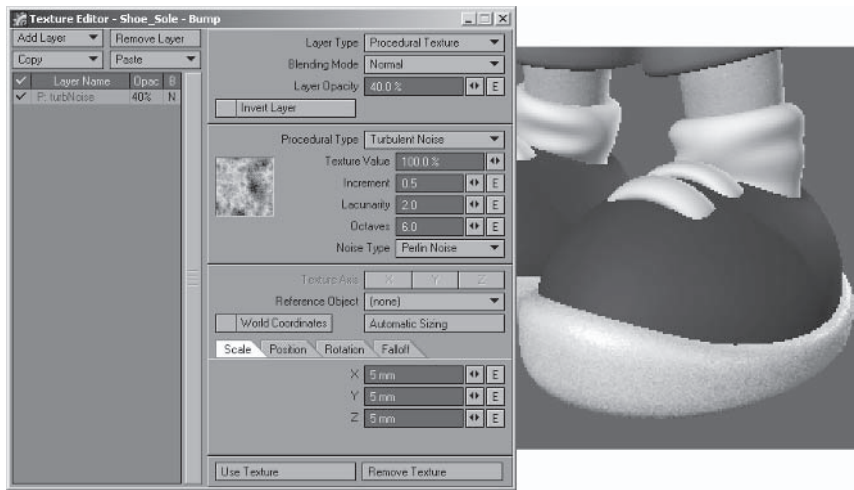 Texture Editor - Shoe_Sole - Bump
Add Layer Remove Layer
Copy Paste
Layer Name Opac B
P: turbNoise 40% N
Layer Type Procedural Texture
Blending Mode Normal
Layer Opacity 40.0 % E
Invert Layer
Procedural Type Turbulent Noise
Texture Value 100.0 %
Increment 0.5 E
Lacunarity 2.0 E
Octaves 6.0 E
Noise Type Perlin Noise
Texture Axis X Y Z
Reference Object (none)
World Coordinates Automatic Sizing
Scale Position Rotation Falloff
X 5 mm E
Y 5 mm E
Z 5 mm E
Use Texture Remove Texture